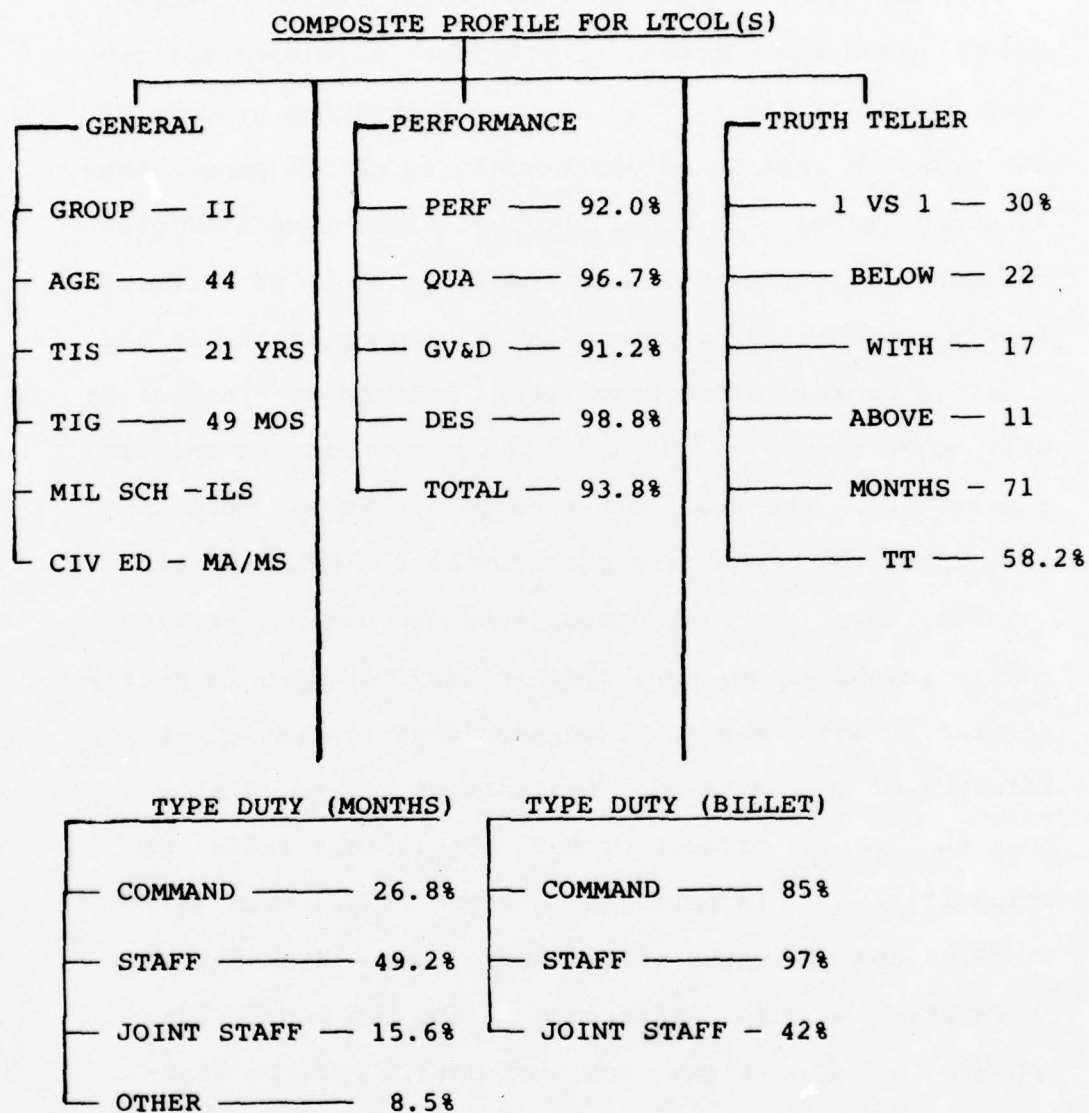 COMPOSITE PROFILE FOR LTCOL(S)
GENERAL
GROUP II
AGE 44
TIS 21 YRS
TIG 49 MOS
MIL SCH - ILS
CIV ED - MA/MS
PERFORMANCE
PERF 92.0%
QUA 96.7%
GV&D 91.2%
DES 98.8%
TOTAL 93.8%
TRUTH TELLER
1 VS 1 30%
BELOW 22
WITH 17
ABOVE 11
MONTHS - 71
TT - 58.2%
TYPE DUTY (MONTHS)
COMMAND 26.8%
STAFF 49.2%
JOINT STAFF 15.6%
OTHER 8.5%
TYPE DUTY (BILLET)
COMMAND 85%
STAFF 97%
JOINT STAFF - 42%